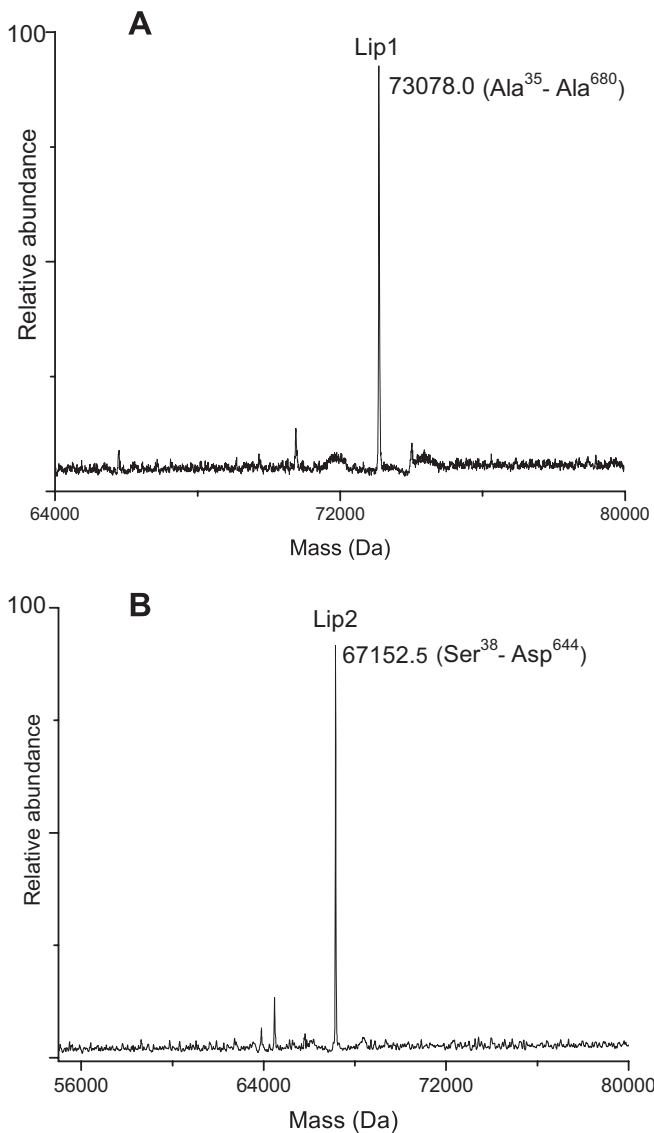 A
100
Lip1
73078.0 (Ala³⁵- Ala⁶⁸⁰)
Relative abundance
64000 72000 80000
Mass (Da)
B
100
Lip2
67152.5 (Ser³⁸- Asp⁶⁴⁴)
Relative abundance
56000 64000 72000 80000
Mass (Da)